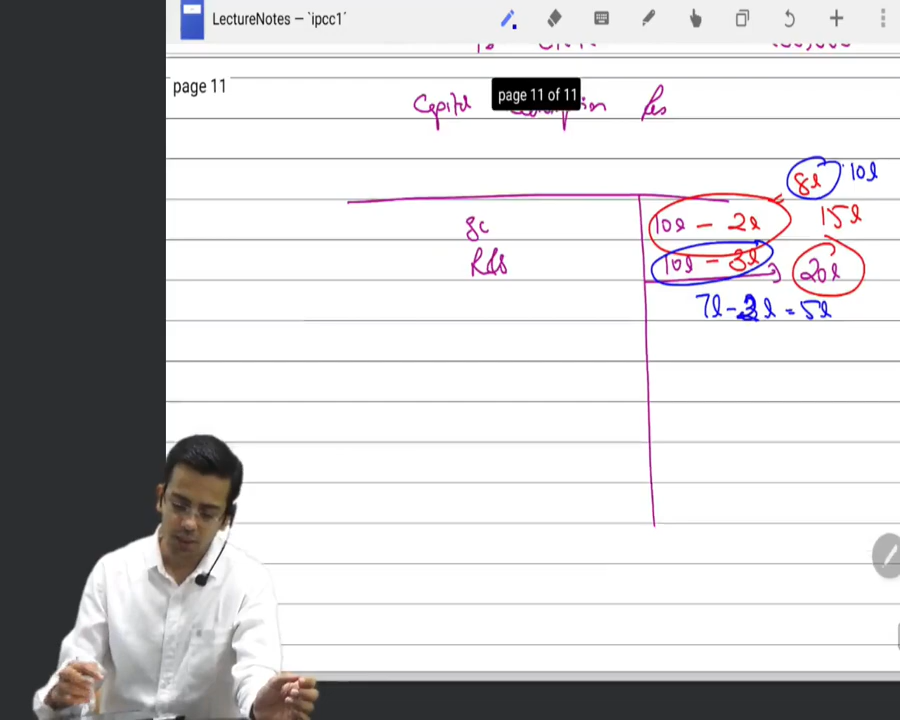 LectureNotes – `ipcc1`
page 11
page 11 of 11
Capital Res
8l 10l
Sc 10l - 2l 15l
R&S 10l - 3l 20l
7l - 2l = 5l